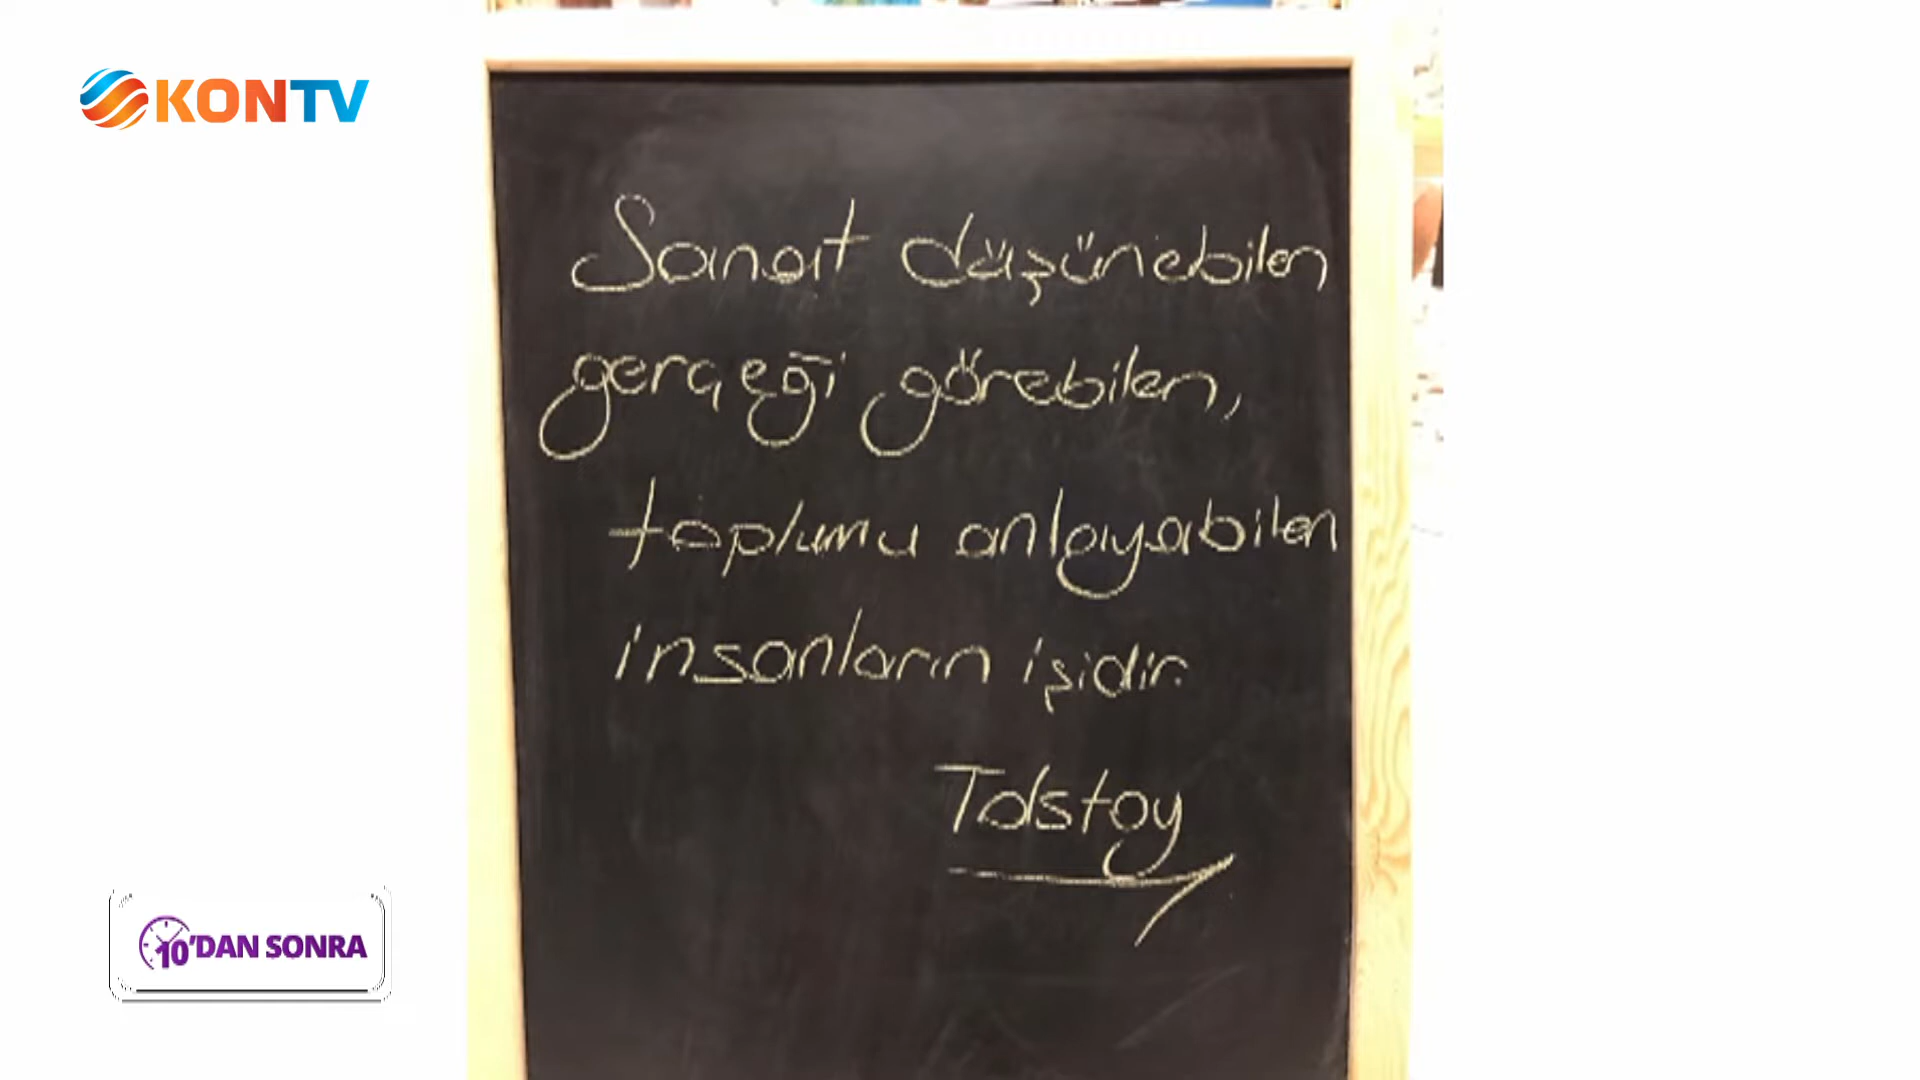 KONTV
Sanat düşünebilen
gerçeği görebilen,
toplumu anlayabilen
insanların işidir.
Tolstoy
10'DAN SONRA